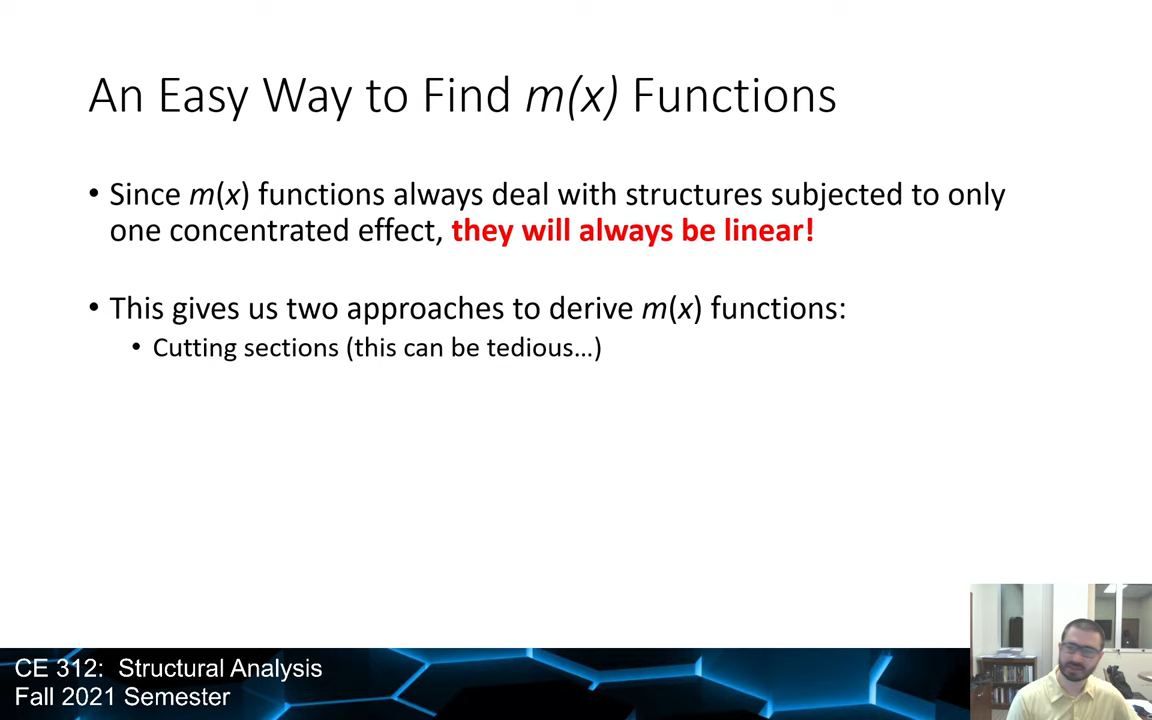 An Easy Way to Find m(x) Functions
• Since m(x) functions always deal with structures subjected to only
one concentrated effect, they will always be linear!
• This gives us two approaches to derive m(x) functions:
• Cutting sections (this can be tedious…)
CE 312: Structural Analysis
Fall 2021 Semester